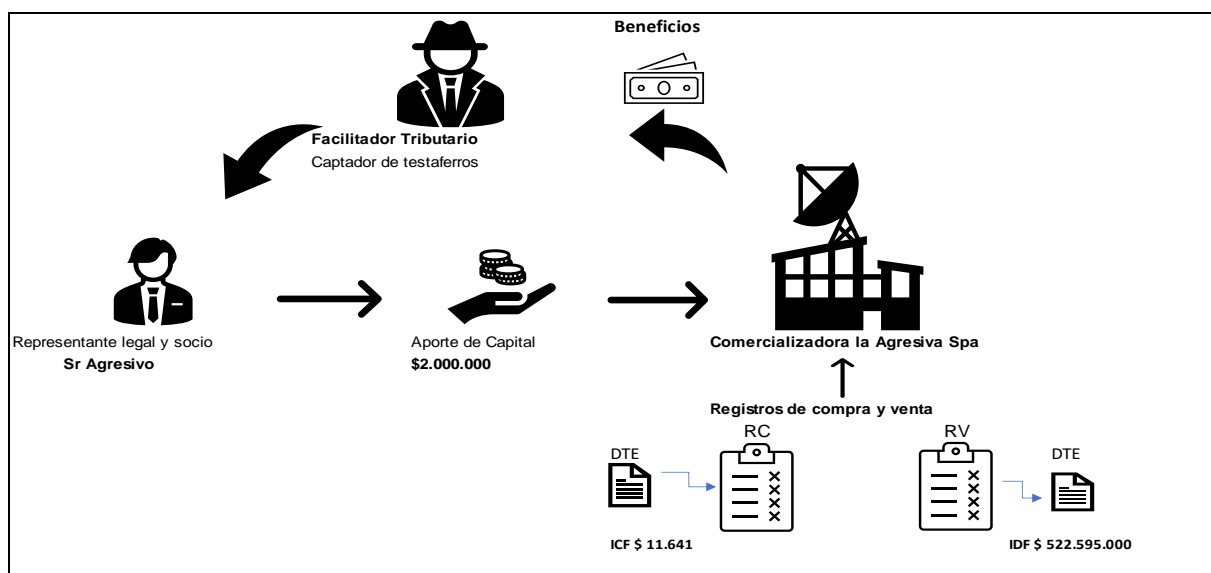 Beneficios
Facilitador Tributario
Captador de testaferros
Representante legal y socio
Sr Agresivo
Aporte de Capital
$2.000.000
Comercializadora la Agresiva Spa
Registros de compra y venta
DTE
RC
RV
DTE
ICF $ 11.641
IDF $ 522.595.000